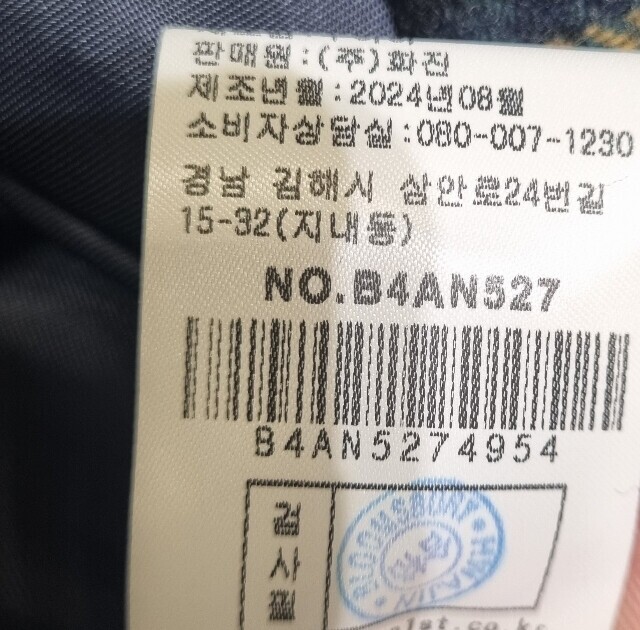 판매원:(주)화진
제조년월:2024년08월
소비자상담실:080-007-1230
경남 김해시 삼안로24번길
15-32(지내동)
NO.B4AN527
B4AN5274954
검사필
BLOOMSBURY
HWAJIN